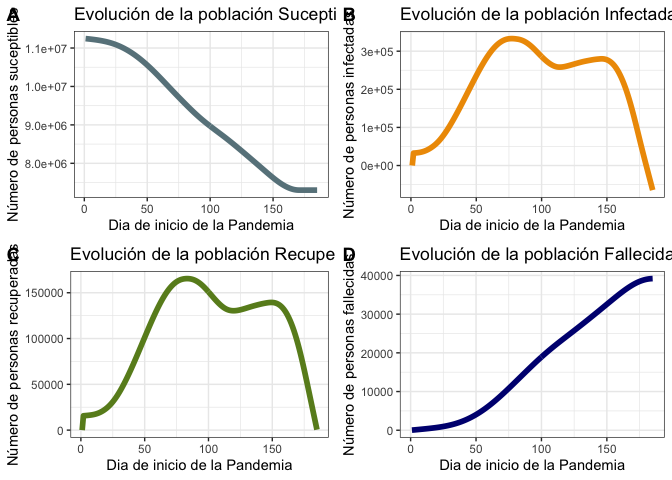 A
Evolución de la población Sucepti
Número de personas suceptibles
1.1e+07
1.0e+07
9.0e+06
8.0e+06
0 50 100 150
Dia de inicio de la Pandemia
B
Evolución de la población Infectada
Número de personas infectadas
3e+05
2e+05
1e+05
0e+00
0 50 100 150
Dia de inicio de la Pandemia
C
Evolución de la población Recupe
Número de personas recuperadas
150000
100000
50000
0
0 50 100 150
Dia de inicio de la Pandemia
D
Evolución de la población Fallecida
Número de personas fallecidas
40000
30000
20000
10000
0
0 50 100 150
Dia de inicio de la Pandemia